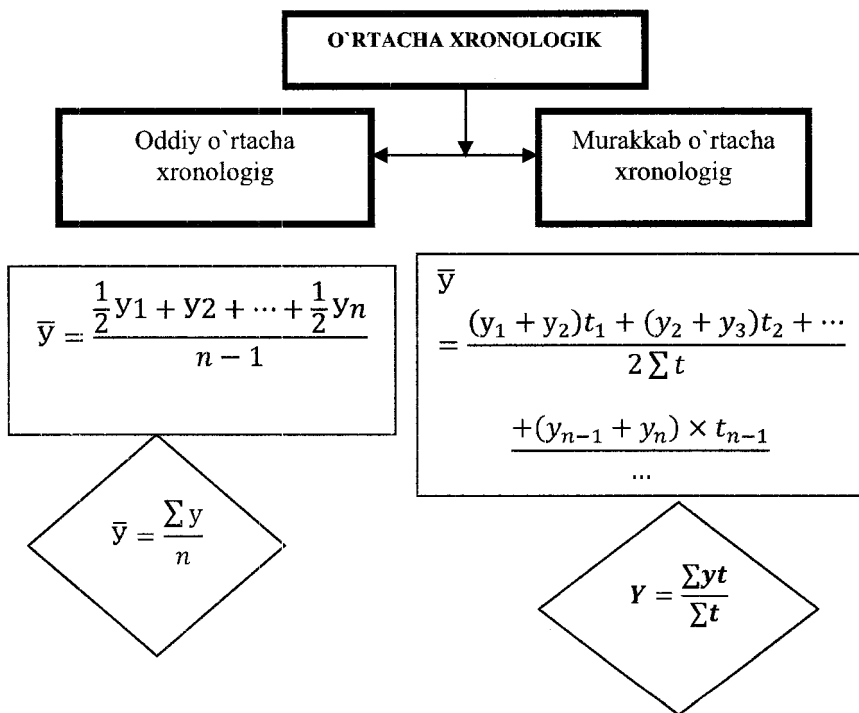 O`RTACHA XRONOLOGIK
Oddiy o`rtacha
xronologig
Murakkab o`rtacha
xronologig
ȳ = (½y1 + y2 + ⋯ + ½yn) / (n − 1)
ȳ
= ((y₁ + y₂)t₁ + (y₂ + y₃)t₂ + ⋯) / (2 ∑ t)
(+(yₙ₋₁ + yₙ) × tₙ₋₁) / …
ȳ = ∑ y / n
Y = ∑yt / ∑t